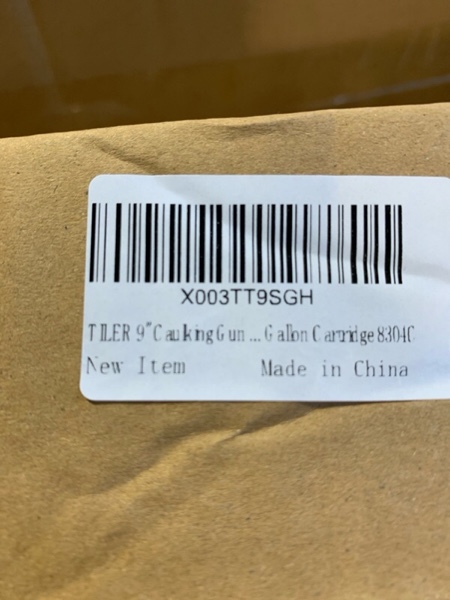 X003TT9SGH
TILER 9" Caulking Gun ... Gallon Cartridge 8304C
New Item Made in China